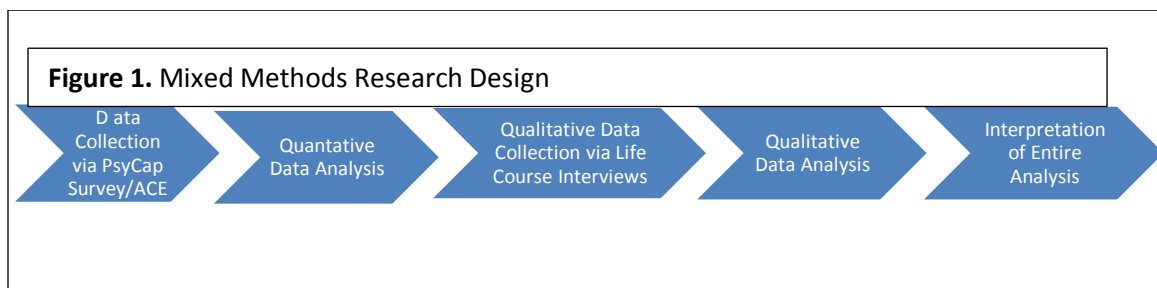 Figure 1. Mixed Methods Research Design
D ata
Collection
via PsyCap
Survey/ACE
Quantative
Data Analysis
Qualitative Data
Collection via Life
Course Interviews
Qualitative
Data Analysis
Interpretation
of Entire
Analysis